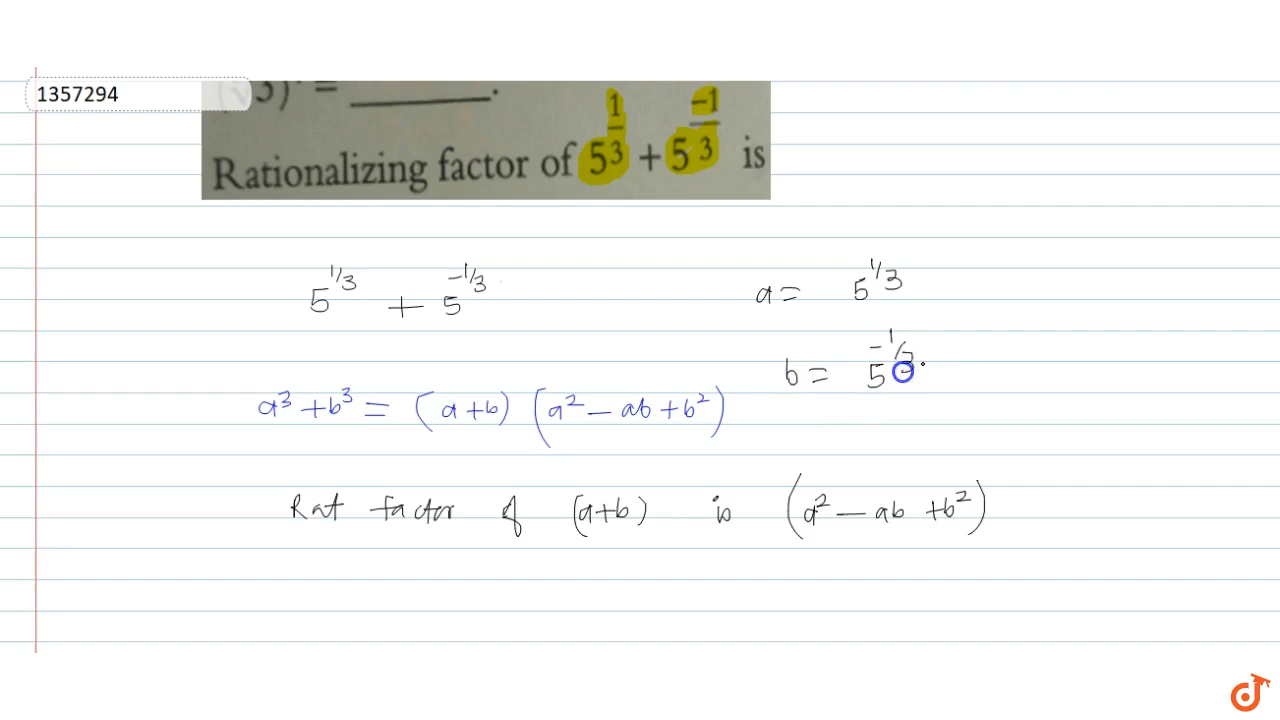 1357294
(√3) = ________.
Rationalizing factor of 5^{1/3} + 5^{-1/3} is
5^{1/3} + 5^{-1/3}
a = 5^{1/3}
b = 5^{-1/3}
a³ + b³ = (a + b) (a² – ab + b²)
Rat factor of (a+b) is (a² – ab + b²)